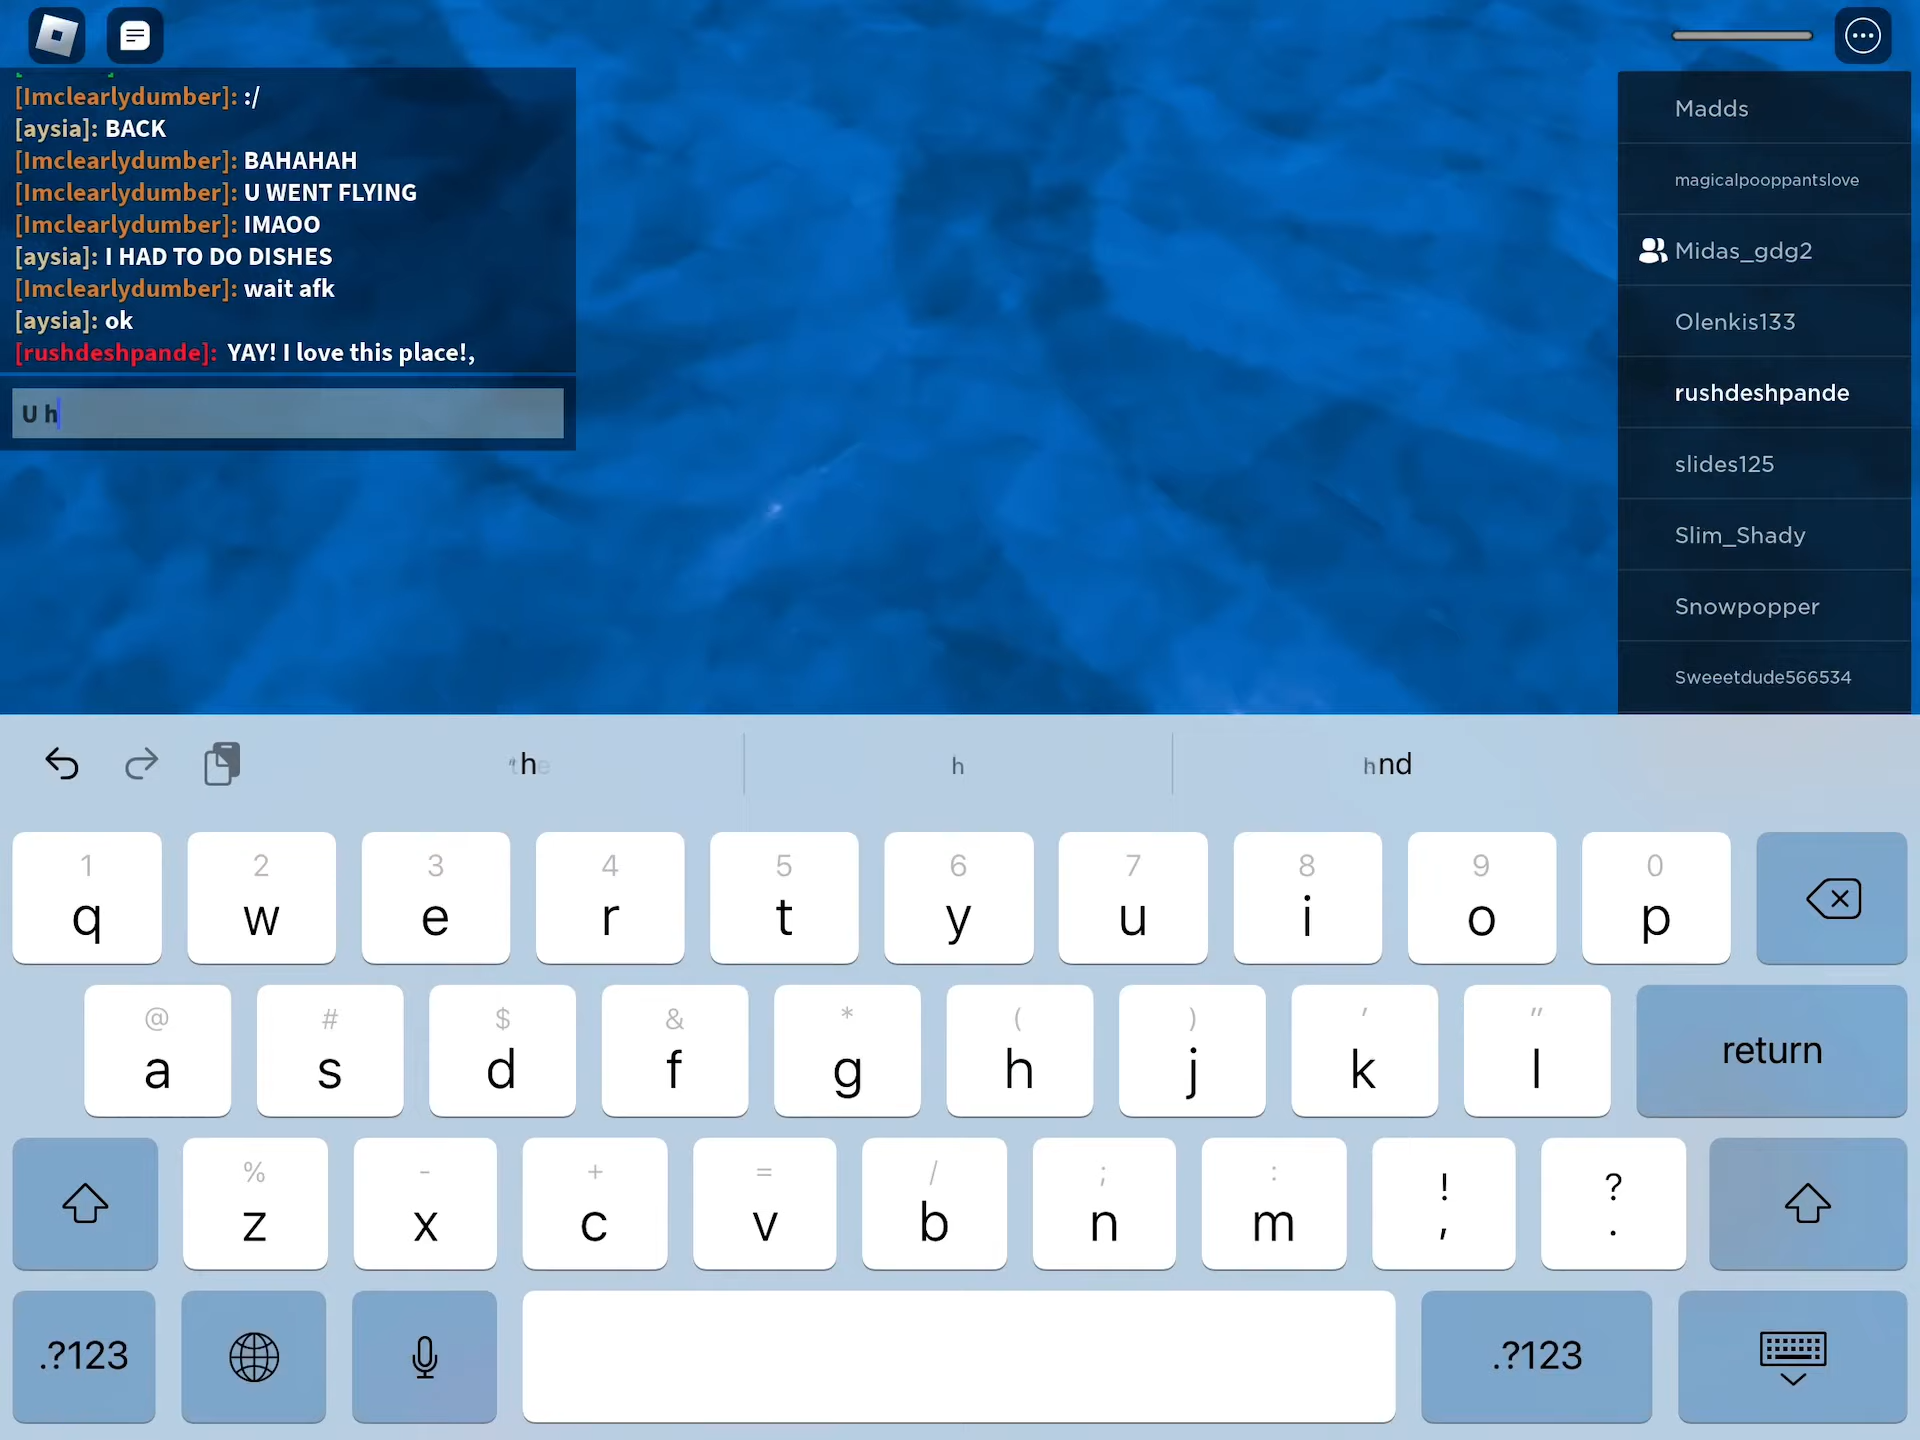 [Imclearlydumber]: :/
[aysia]: BACK
[Imclearlydumber]: BAHAHAH
[Imclearlydumber]: U WENT FLYING
[Imclearlydumber]: IMAOO
[aysia]: I HAD TO DO DISHES
[Imclearlydumber]: wait afk
[aysia]: ok
[rushdeshpande]: YAY! I love this place!,
U h
Madds
magicalpooppantslove
Midas_gdg2
Olenkis133
rushdeshpande
slides125
Slim_Shady
Snowpopper
Sweeetdude566534
h nd
1 2 3 4 5 6 7 8 9 0
q w e r t y u i o p
@ # $ & * ( ) ' "
a s d f g h j k l return
% - + = / ; : ! ?
z x c v b n m , .
.?123 .?123